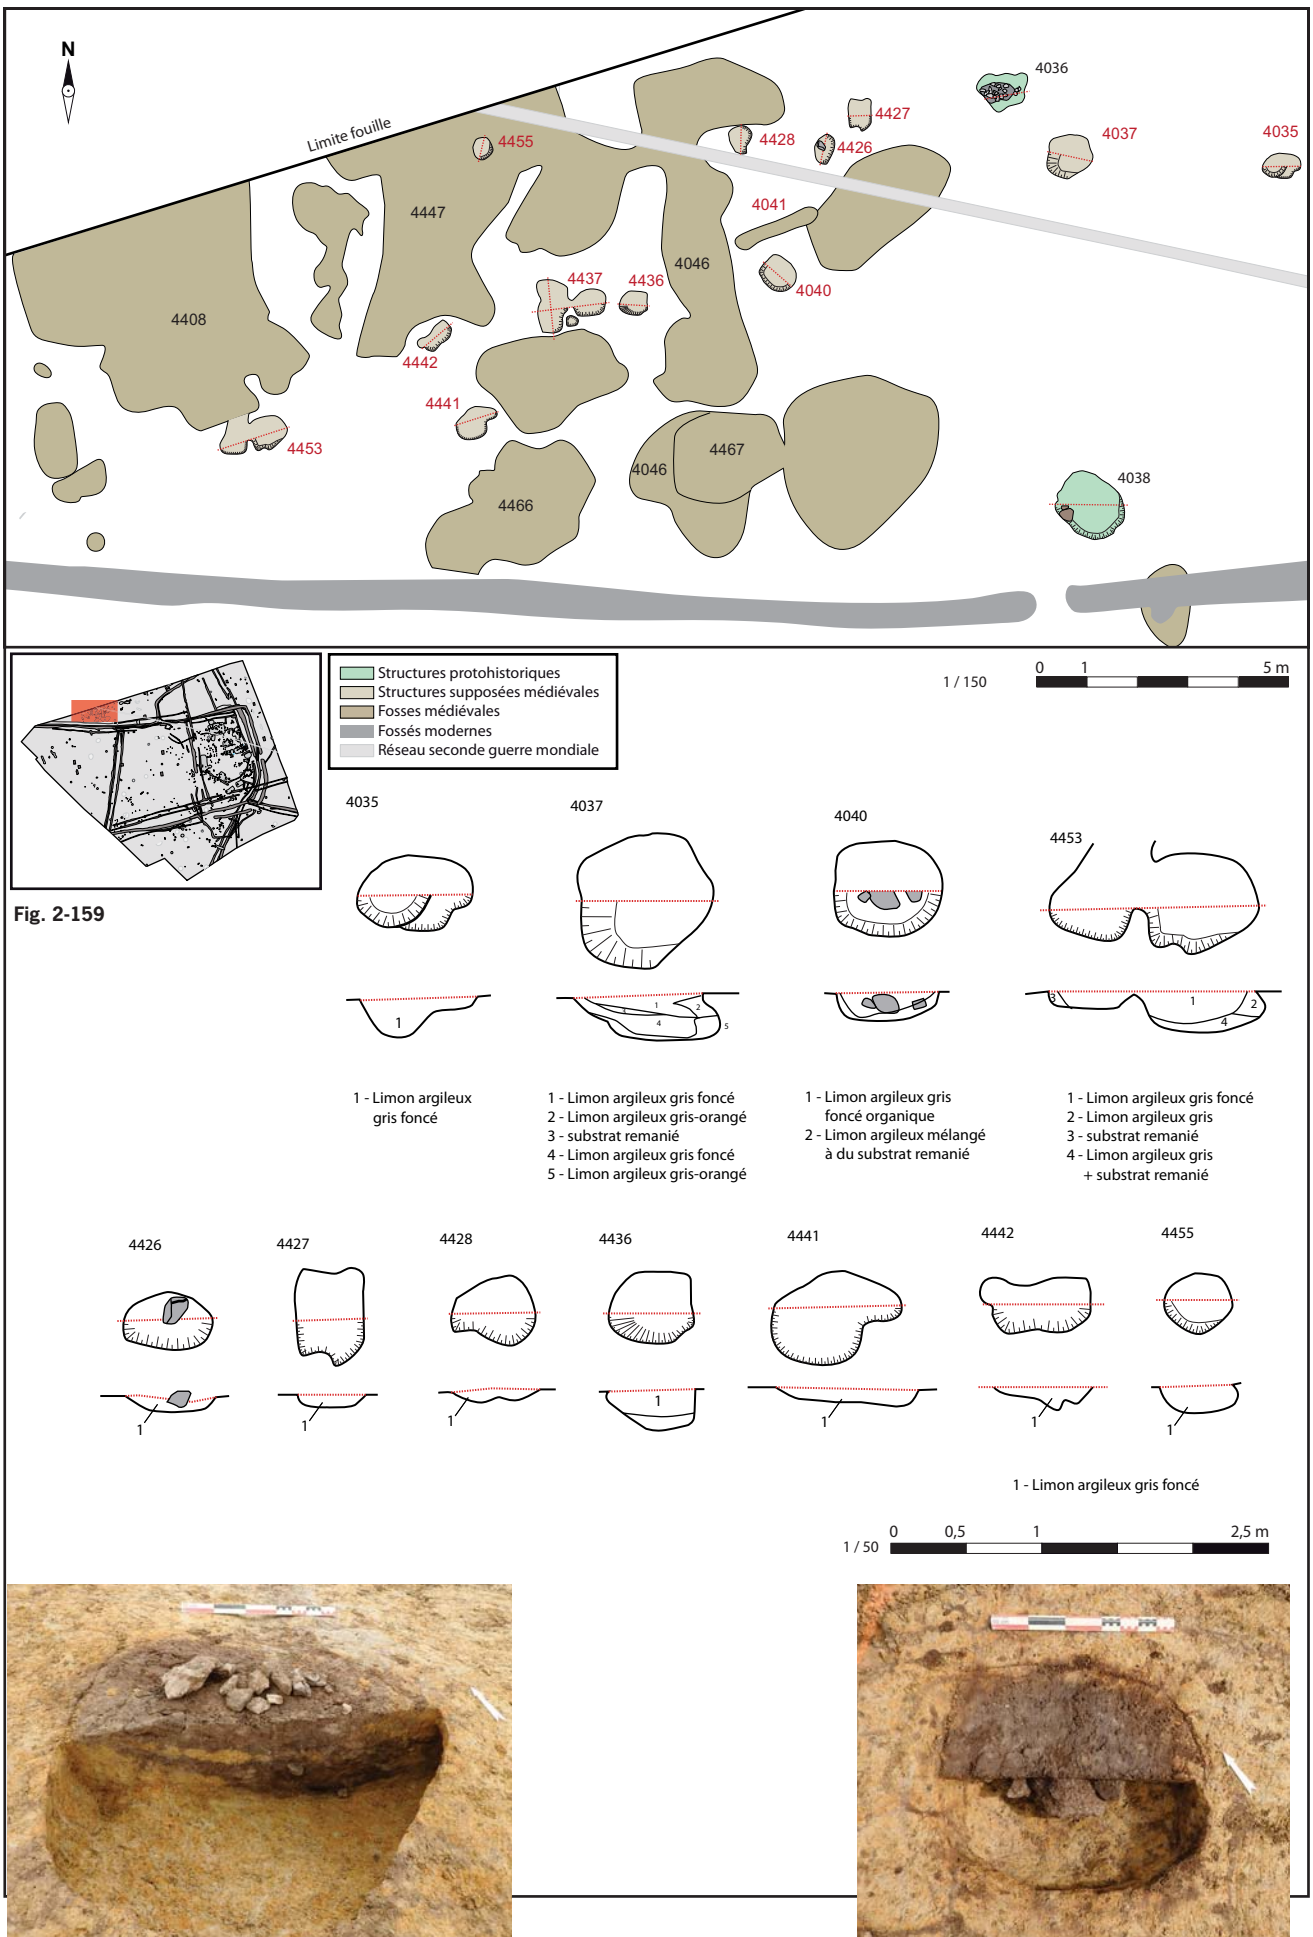 N
Limite fouille
4036
4427
4037
4035
4455
4428
4426
4447
4041
4046
4437
4436
4040
4408
4442
4441
4453
4467
4046
4466
4038
Structures protohistoriques
Structures supposées médiévales
Fosses médiévales
Fossés modernes
Réseau seconde guerre mondiale
1 / 150
0 1 5 m
Fig. 2-159
4035
4037
4040
4453
1
1
2
3
4
5
3
1
2
4
1 - Limon argileux
gris foncé
1 - Limon argileux gris foncé
2 - Limon argileux gris-orangé
3 - substrat remanié
4 - Limon argileux gris foncé
5 - Limon argileux gris-orangé
1 - Limon argileux gris
foncé organique
2 - Limon argileux mélangé
à du substrat remanié
1 - Limon argileux gris foncé
2 - Limon argileux gris
3 - substrat remanié
4 - Limon argileux gris
+ substrat remanié
4426
4427
4428
4436
4441
4442
4455
1
1
1
1
1
1
1
1 - Limon argileux gris foncé
1 / 50
0 0,5 1 2,5 m